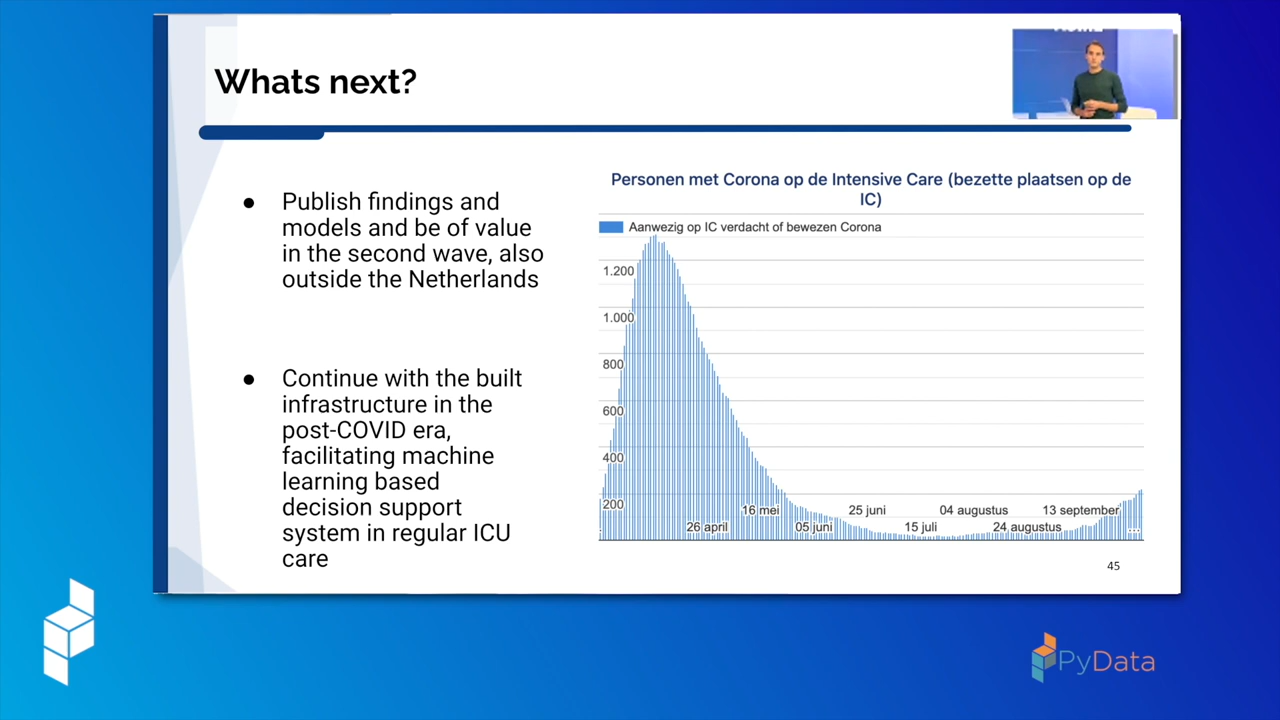 Whats next?
Publish findings and
models and be of value
in the second wave, also
outside the Netherlands
Continue with the built
infrastructure in the
post-COVID era,
facilitating machine
learning based
decision support
system in regular ICU
care
Personen met Corona op de Intensive Care (bezette plaatsen op de
IC)
Aanwezig op IC verdacht of bewezen Corona
1.200
1.000
800
600
400
200
16 mei 25 juni 04 augustus 13 september
26 april 05 juni 15 juli 24 augustus ...
45
PyData